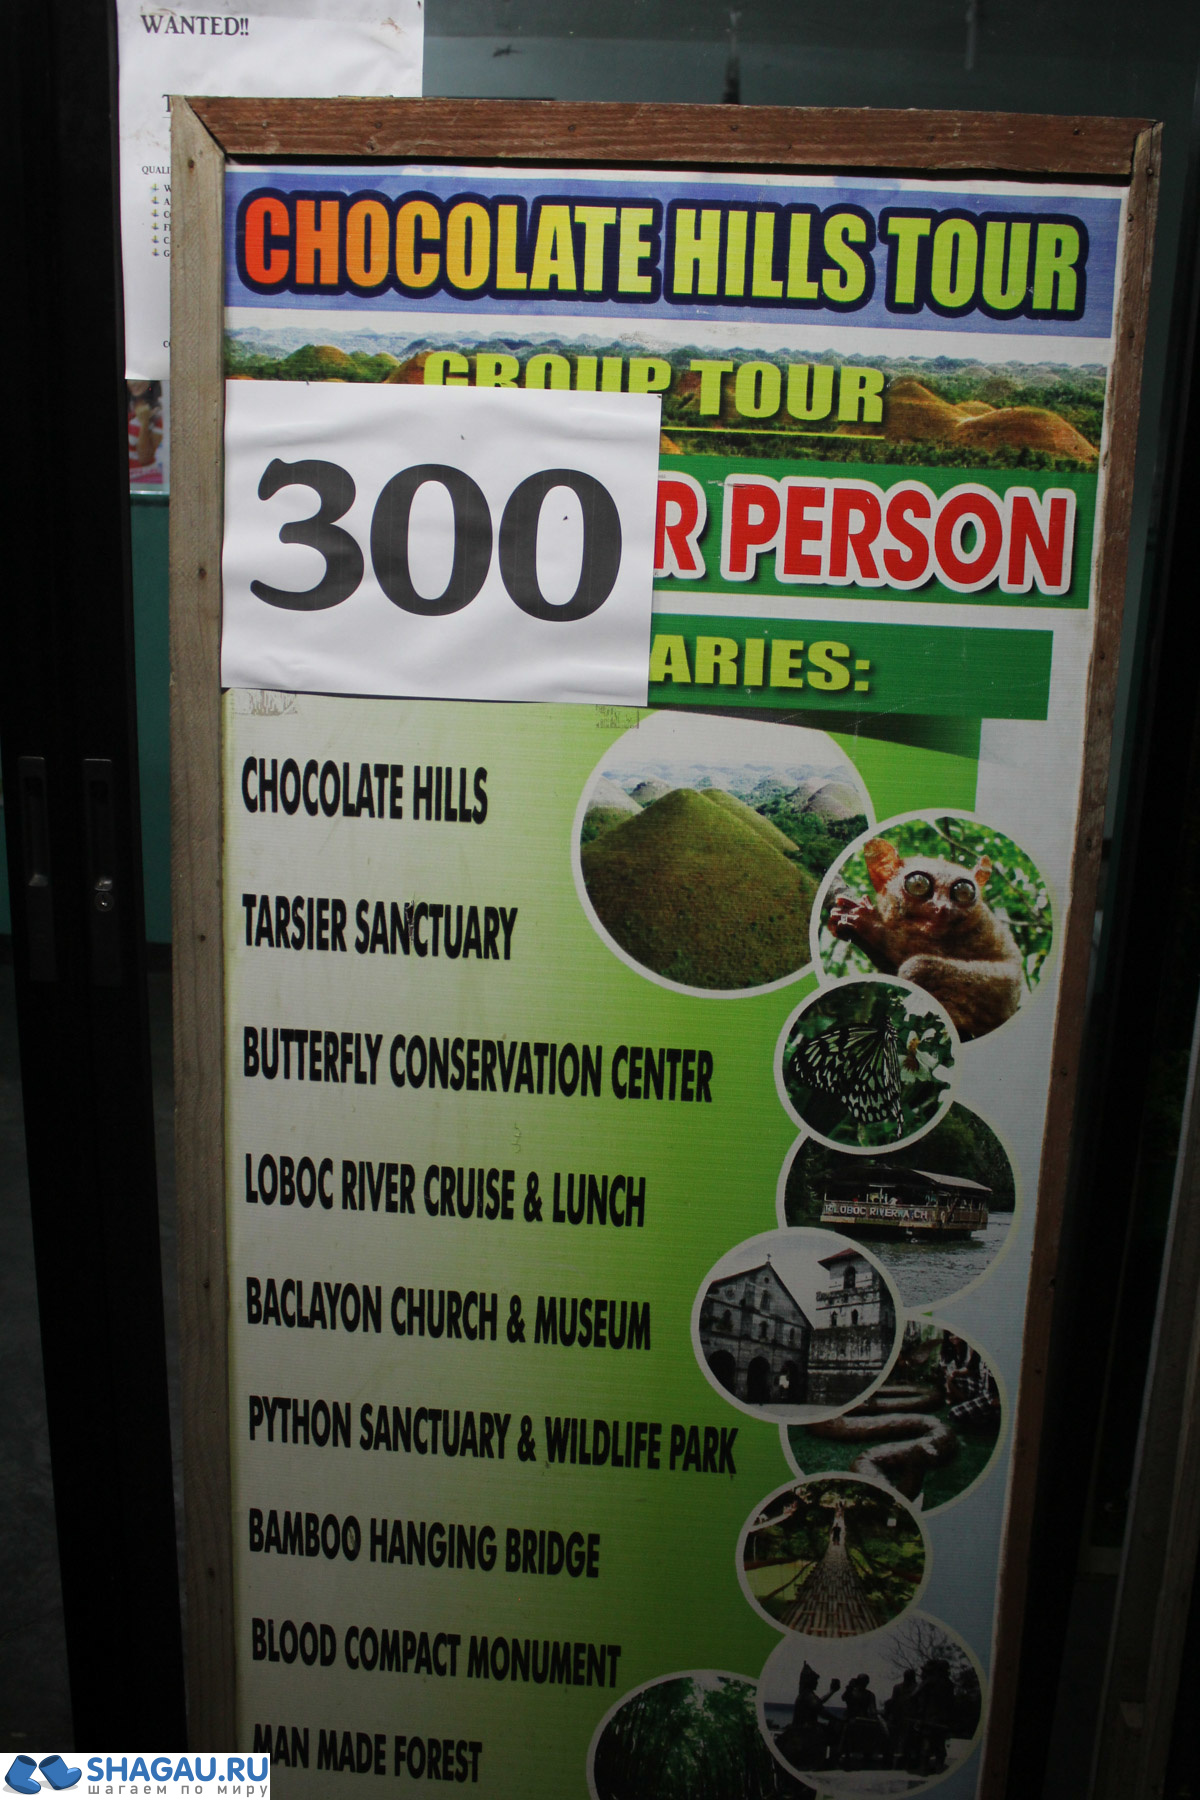 WANTED!!
CHOCOLATE HILLS TOUR
GROUP TOUR
300
PERSON
CHOCOLATE HILLS
TARSIER SANCTUARY
BUTTERFLY CONSERVATION CENTER
LOBOC RIVER CRUISE & LUNCH
BACLAYON CHURCH & MUSEUM
PYTHON SANCTUARY & WILDLIFE PARK
BAMBOO HANGING BRIDGE
BLOOD COMPACT MONUMENT
MAN MADE FOREST
SHAGAU.RU
шагаем по миру